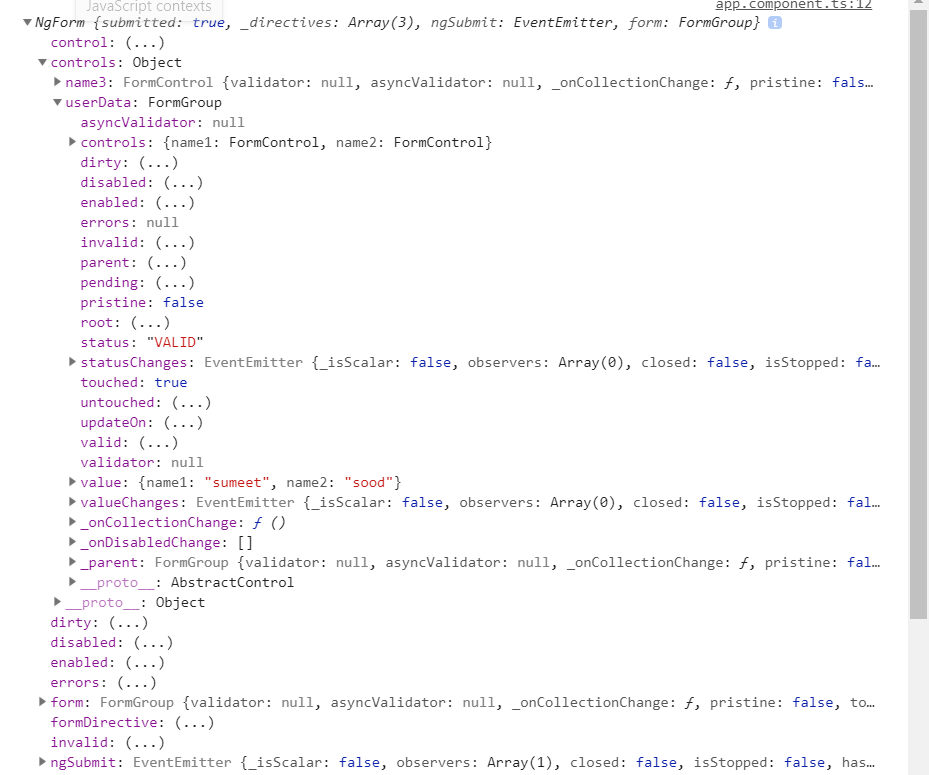 JavaScript contexts
app.component.ts:12
▼NgForm {submitted: true, _directives: Array(3), ngSubmit: EventEmitter, form: FormGroup} i
control: (...)
▼controls: Object
▶name3: FormControl {validator: null, asyncValidator: null, _onCollectionChange: ƒ, pristine: fals…
▼userData: FormGroup
asyncValidator: null
▶controls: {name1: FormControl, name2: FormControl}
dirty: (...)
disabled: (...)
enabled: (...)
errors: null
invalid: (...)
parent: (...)
pending: (...)
pristine: false
root: (...)
status: "VALID"
▶statusChanges: EventEmitter {_isScalar: false, observers: Array(0), closed: false, isStopped: fa…
touched: true
untouched: (...)
updateOn: (...)
valid: (...)
validator: null
▶value: {name1: "sumeet", name2: "sood"}
▶valueChanges: EventEmitter {_isScalar: false, observers: Array(0), closed: false, isStopped: fal…
▶_onCollectionChange: ƒ ()
▶_onDisabledChange: []
▶_parent: FormGroup {validator: null, asyncValidator: null, _onCollectionChange: ƒ, pristine: fal…
▶__proto__: AbstractControl
▶__proto__: Object
dirty: (...)
disabled: (...)
enabled: (...)
errors: (...)
▶form: FormGroup {validator: null, asyncValidator: null, _onCollectionChange: ƒ, pristine: false, to…
formDirective: (...)
invalid: (...)
▶ngSubmit: EventEmitter {_isScalar: false, observers: Array(1), closed: false, isStopped: false, has…